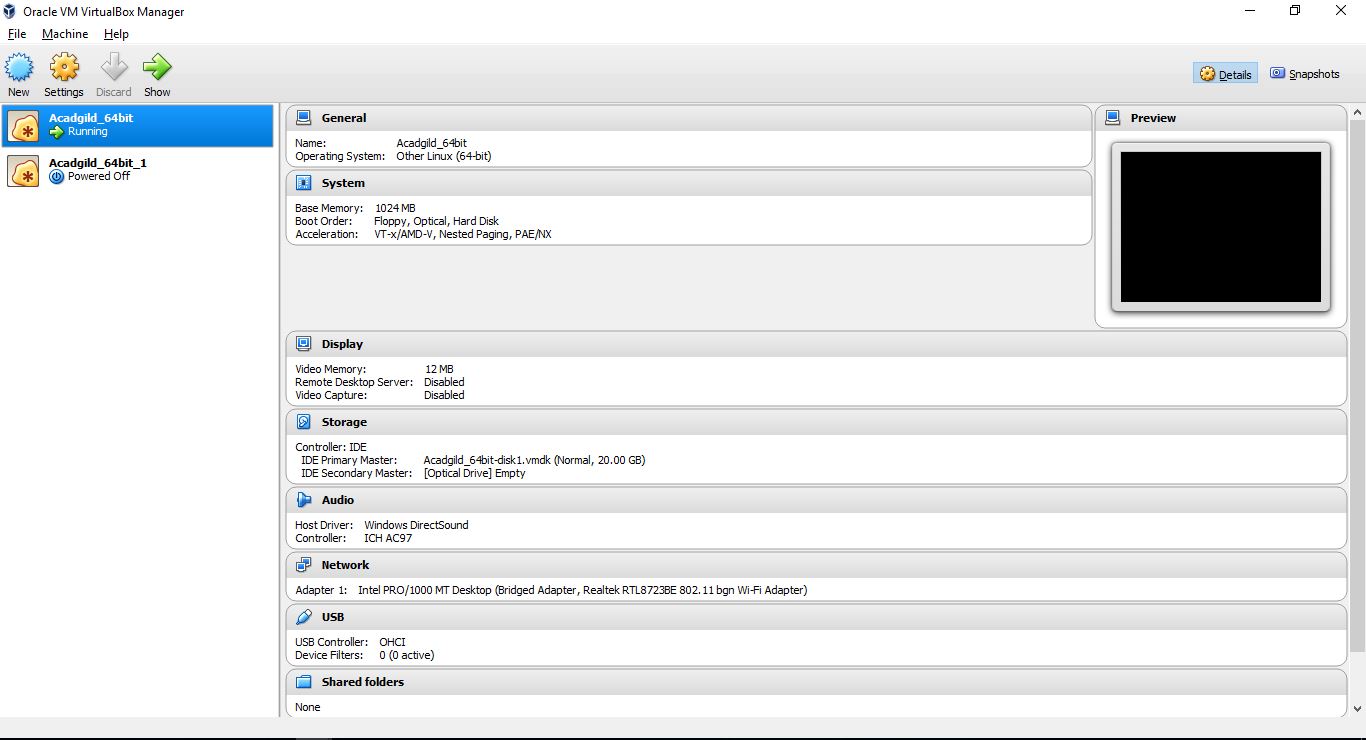 Oracle VM VirtualBox Manager
File Machine Help
New Settings Discard Show
Details Snapshots
Acadgild_64bit
Running
Acadgild_64bit_1
Powered Off
General
Name: Acadgild_64bit
Operating System: Other Linux (64-bit)
System
Base Memory: 1024 MB
Boot Order: Floppy, Optical, Hard Disk
Acceleration: VT-x/AMD-V, Nested Paging, PAE/NX
Preview
Display
Video Memory: 12 MB
Remote Desktop Server: Disabled
Video Capture: Disabled
Storage
Controller: IDE
IDE Primary Master: Acadgild_64bit-disk1.vmdk (Normal, 20.00 GB)
IDE Secondary Master: [Optical Drive] Empty
Audio
Host Driver: Windows DirectSound
Controller: ICH AC97
Network
Adapter 1: Intel PRO/1000 MT Desktop (Bridged Adapter, Realtek RTL8723BE 802.11 bgn Wi-Fi Adapter)
USB
USB Controller: OHCI
Device Filters: 0 (0 active)
Shared folders
None